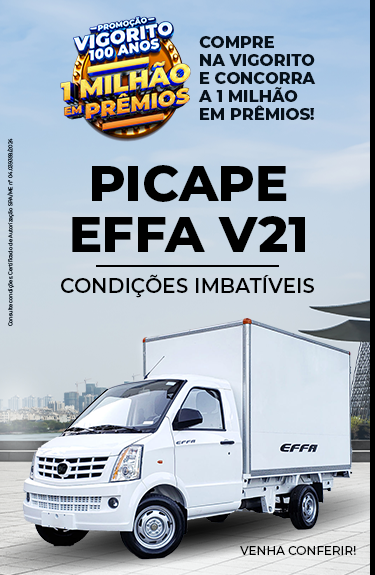 PROMOÇÃO
VIGORITO
100 ANOS
1 MILHÃO
EM PRÊMIOS
COMPRE
NA VIGORITO
E CONCORRA
A 1 MILHÃO
EM PRÊMIOS!
PICAPE
EFFA V21
CONDIÇÕES IMBATÍVEIS
EFFA
EFFA
VENHA CONFERIR!